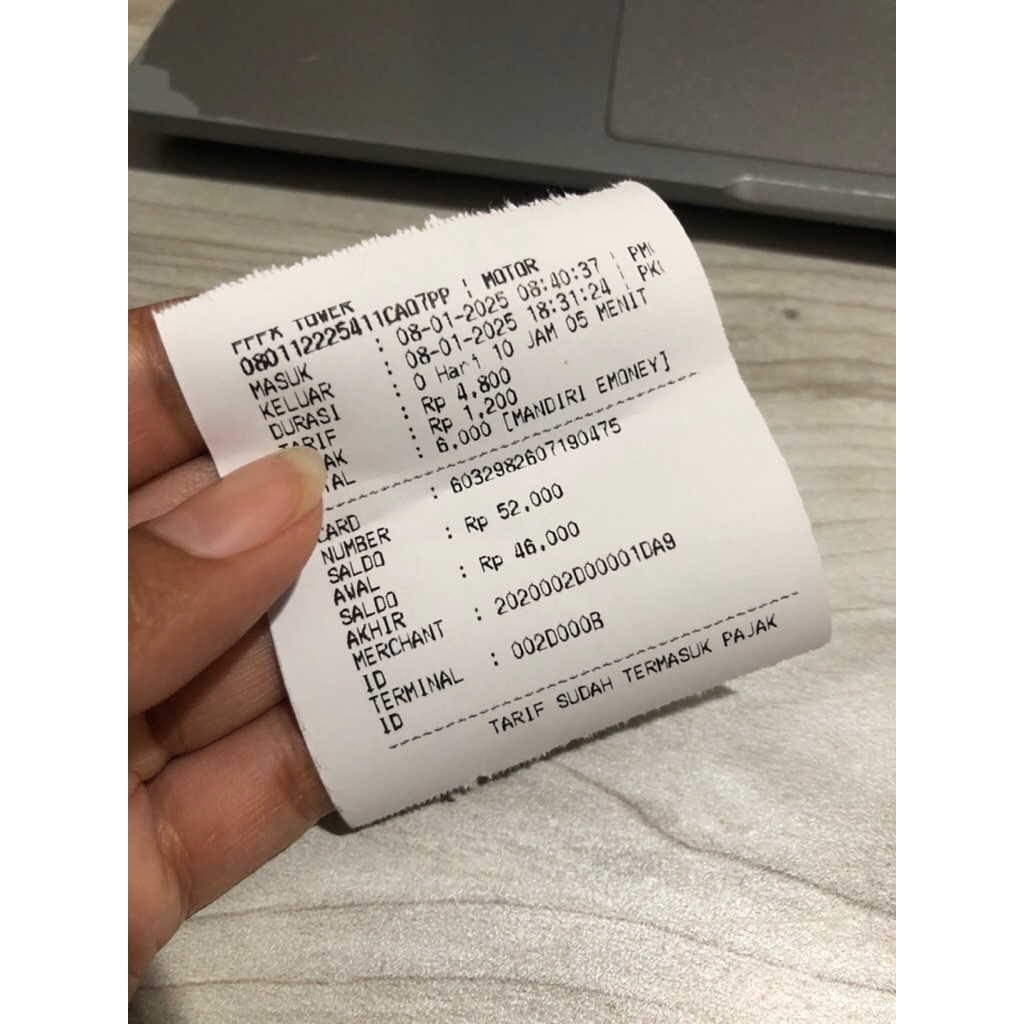 TOWER
080112225411CA07PP | MOTOR
MASUK : 08-01-2025 08:40:37 |
KELUAR : 08-01-2025 18:31:24 |
DURASI : 0 Hari 10 JAM 05 MENIT
TARIF : Rp 4,800
: Rp 1,200
: 6,000 [MANDIRI EMONEY]
CARD NUMBER : 6032982607190475
SALDO AWAL : Rp 52,000
SALDO AKHIR : Rp 46,000
MERCHANT ID : 2020002D00001DA9
TERMINAL ID : 002D000B
TARIF SUDAH TERMASUK PAJAK